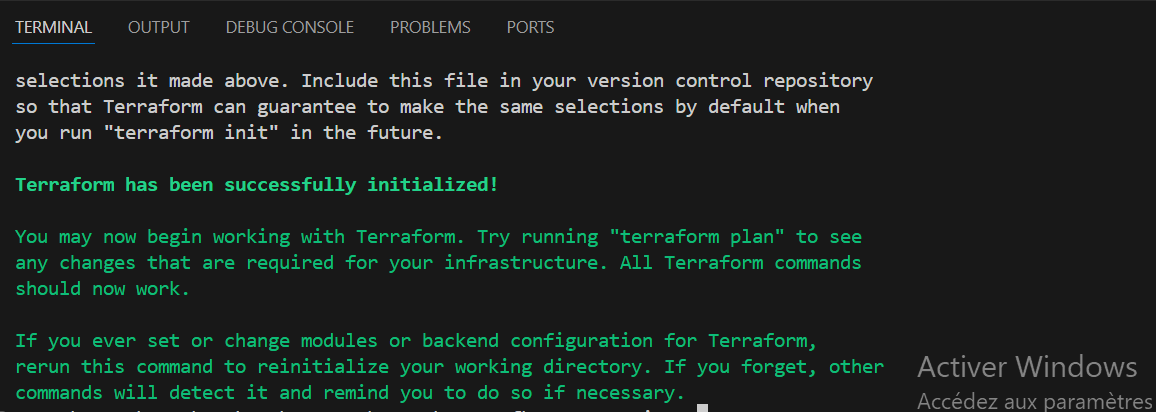 TERMINAL OUTPUT DEBUG CONSOLE PROBLEMS PORTS
selections it made above. Include this file in your version control repository
so that Terraform can guarantee to make the same selections by default when
you run "terraform init" in the future.
Terraform has been successfully initialized!
You may now begin working with Terraform. Try running "terraform plan" to see
any changes that are required for your infrastructure. All Terraform commands
should now work.
If you ever set or change modules or backend configuration for Terraform,
rerun this command to reinitialize your working directory. If you forget, other
commands will detect it and remind you to do so if necessary.
Activer Windows
Accédez aux paramètres